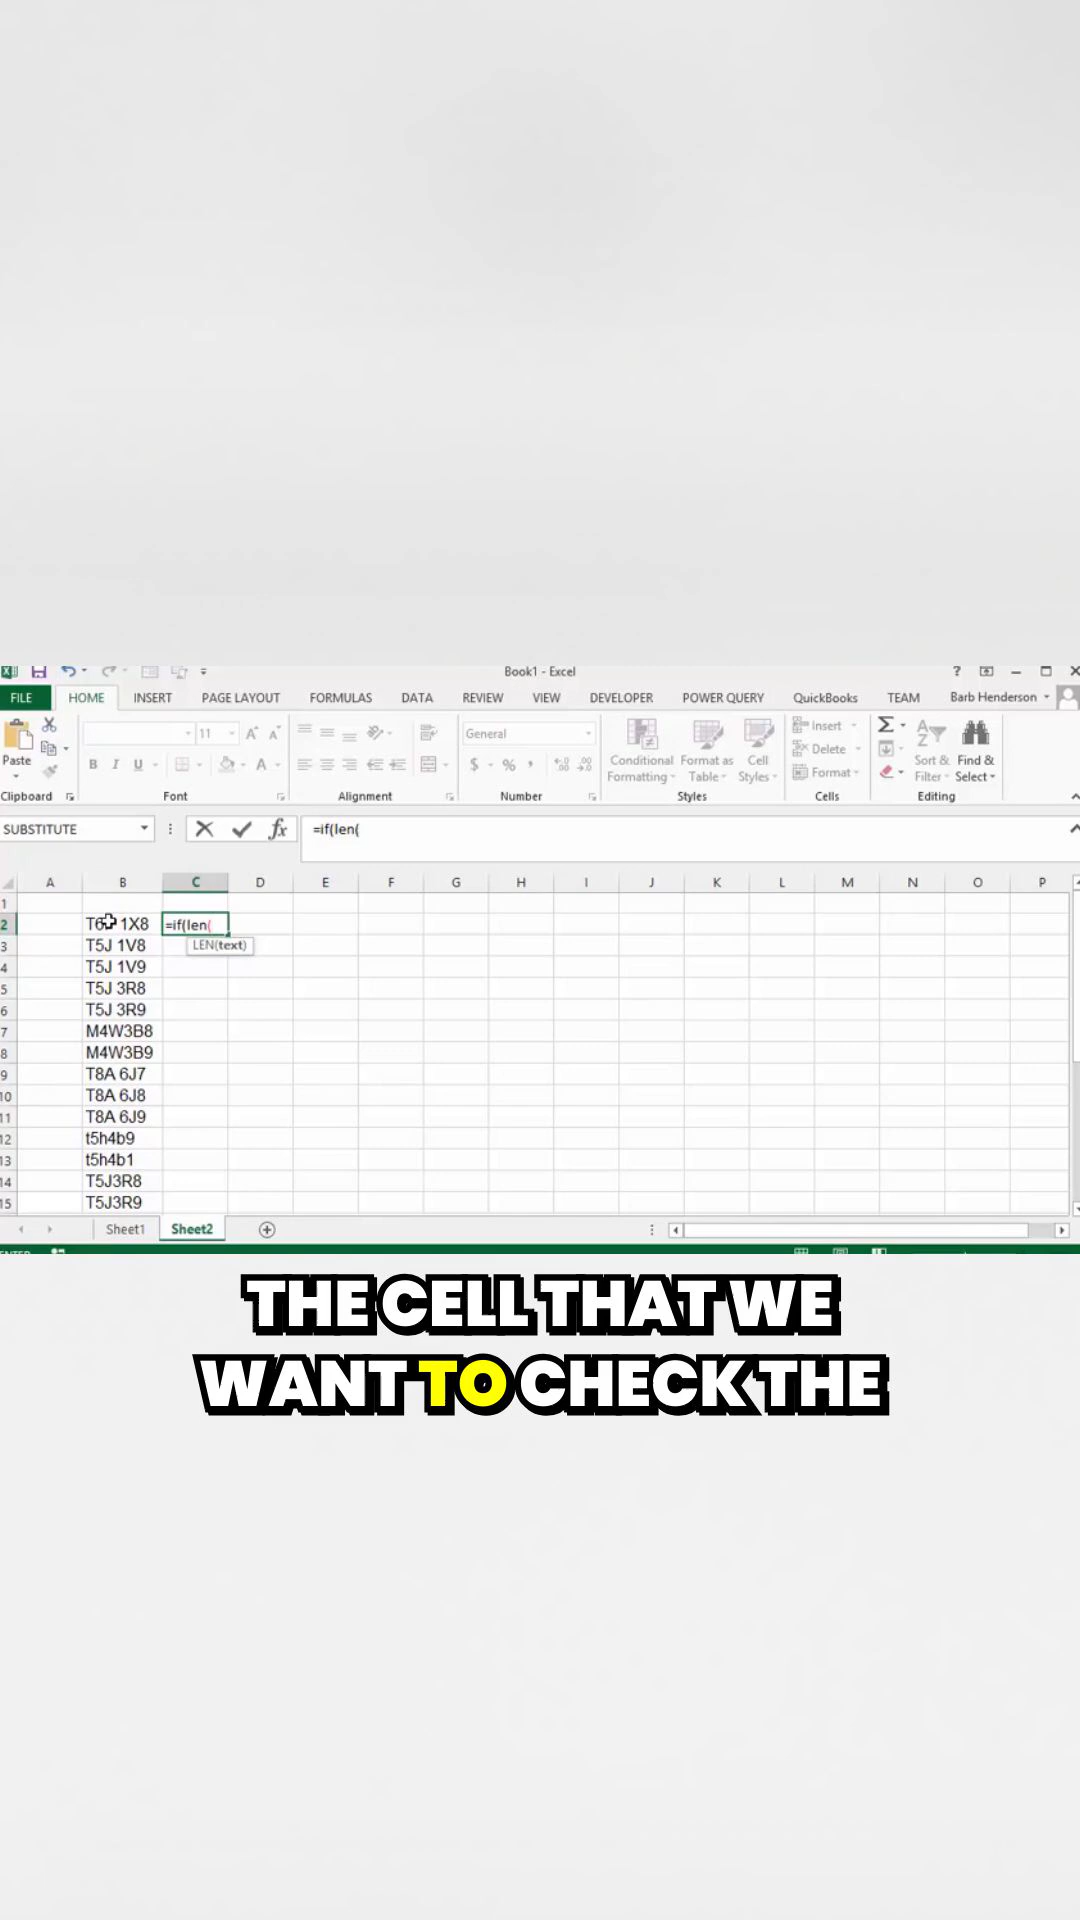 Book1 - Excel
?
FILE HOME INSERT PAGE LAYOUT FORMULAS DATA REVIEW VIEW DEVELOPER POWER QUERY QuickBooks TEAM Barb Henderson
Paste
11 A A
B I U A
General
$ % ,
Conditional Formatting
Format as Table
Cell Styles
Insert
Delete
Format
Sort & Filter
Find & Select
Clipboard Font Alignment Number Styles Cells Editing
SUBSTITUTE fx =if(len(
A B C D E F G H I J K L M N O P
1
2 1X8 =if(len(
3 T5J 1V8 LEN(text)
4 T5J 1V9
5 T5J 3R8
6 T5J 3R9
7 M4W3B8
8 M4W3B9
9 T8A 6J7
10 T8A 6J8
11 T8A 6J9
12 t5h4b9
13 t5h4b1
14 T5J3R8
15 T5J3R9
Sheet1 Sheet2
THE CELL THAT WE
WANT TO CHECK THE